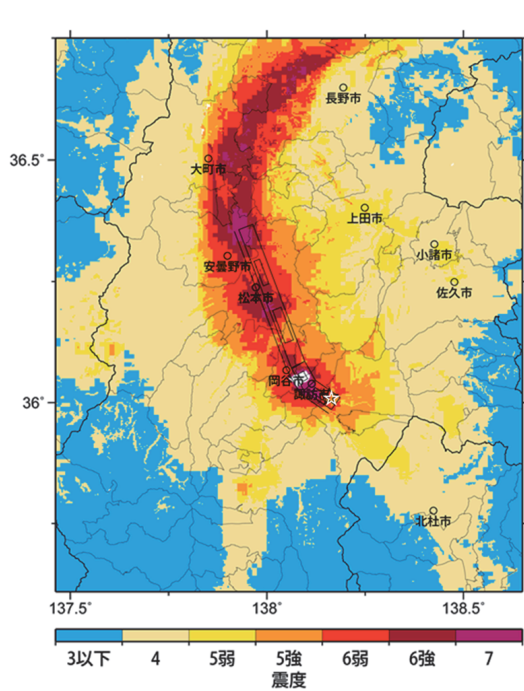 長野市
36.5°
大町市
上田市
小諸市
安曇野市
佐久市
松本市
岡谷市
諏訪市
36°
北杜市
137.5°
138°
138.5°
3以下
4
5弱
5強
6弱
6強
7
震度